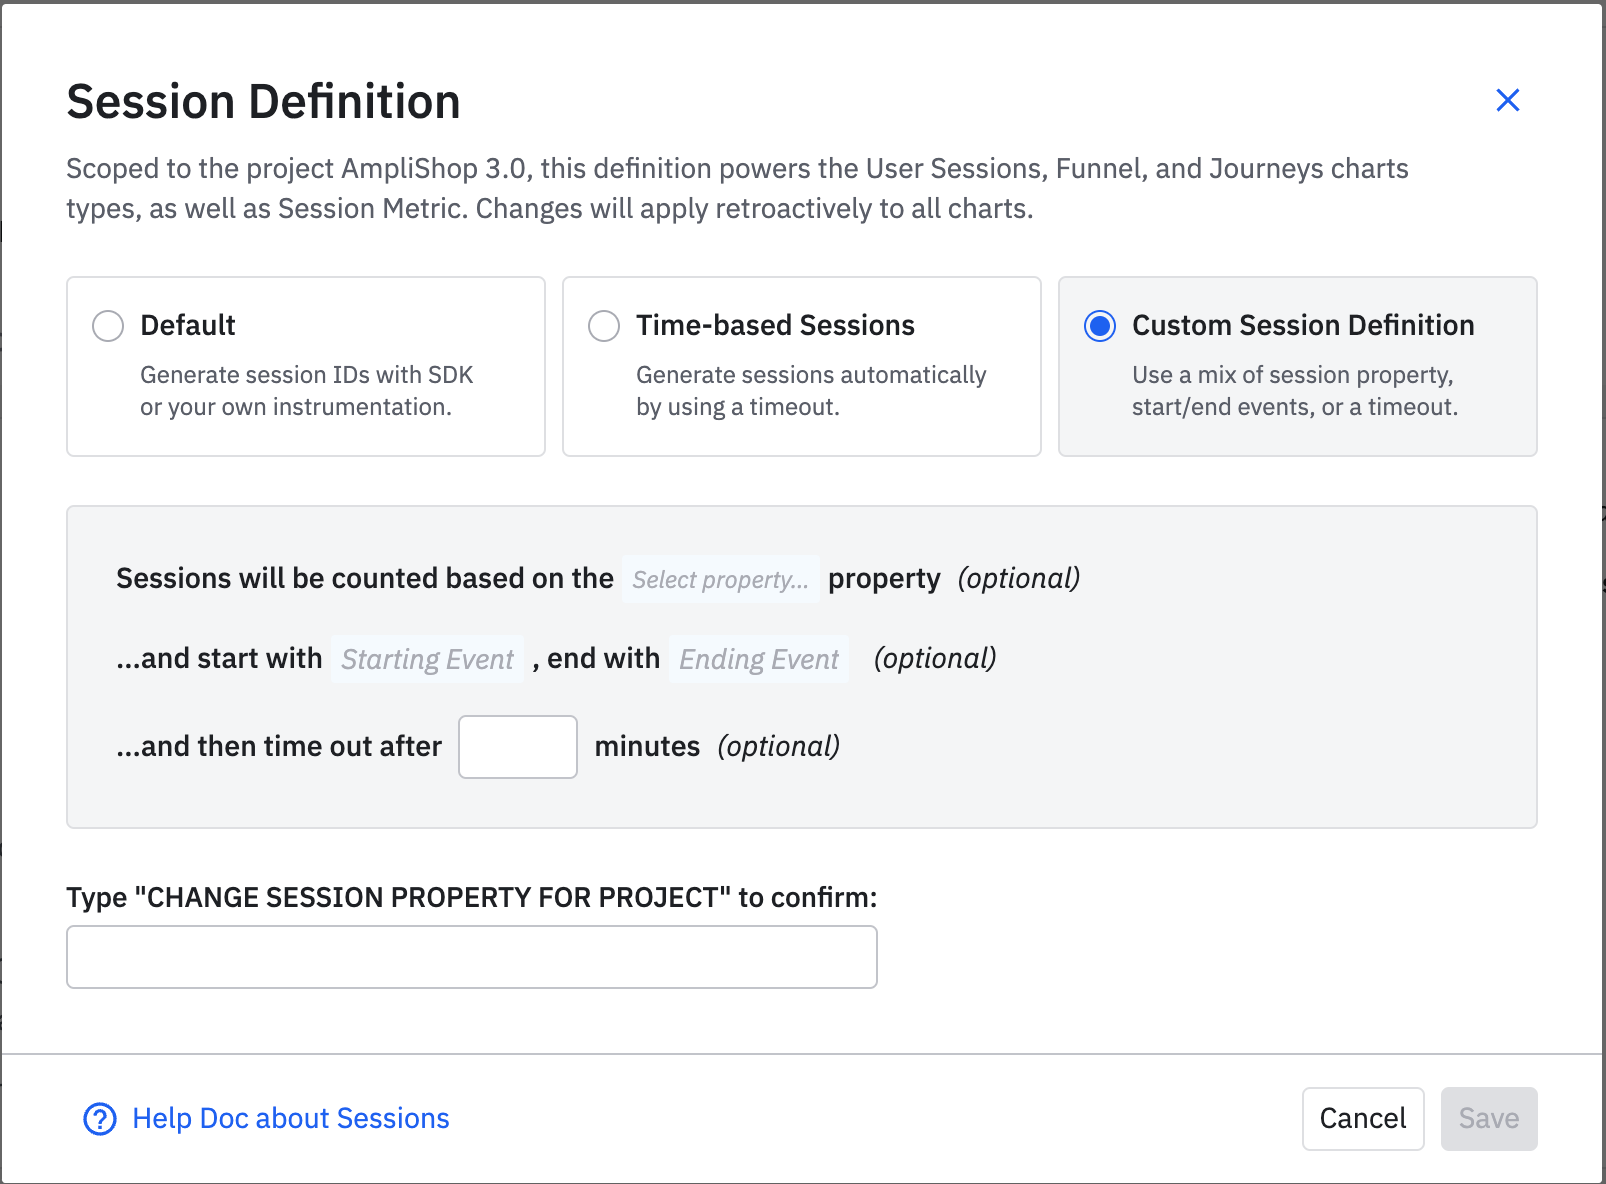 Session Definition
Scoped to the project AmpliShop 3.0, this definition powers the User Sessions, Funnel, and Journeys charts
types, as well as Session Metric. Changes will apply retroactively to all charts.
Default
Generate session IDs with SDK
or your own instrumentation.
Time-based Sessions
Generate sessions automatically
by using a timeout.
Custom Session Definition
Use a mix of session property,
start/end events, or a timeout.
Sessions will be counted based on the Select property... property (optional)
...and start with Starting Event , end with Ending Event (optional)
...and then time out after minutes (optional)
Type "CHANGE SESSION PROPERTY FOR PROJECT" to confirm:
Help Doc about Sessions
Cancel
Save